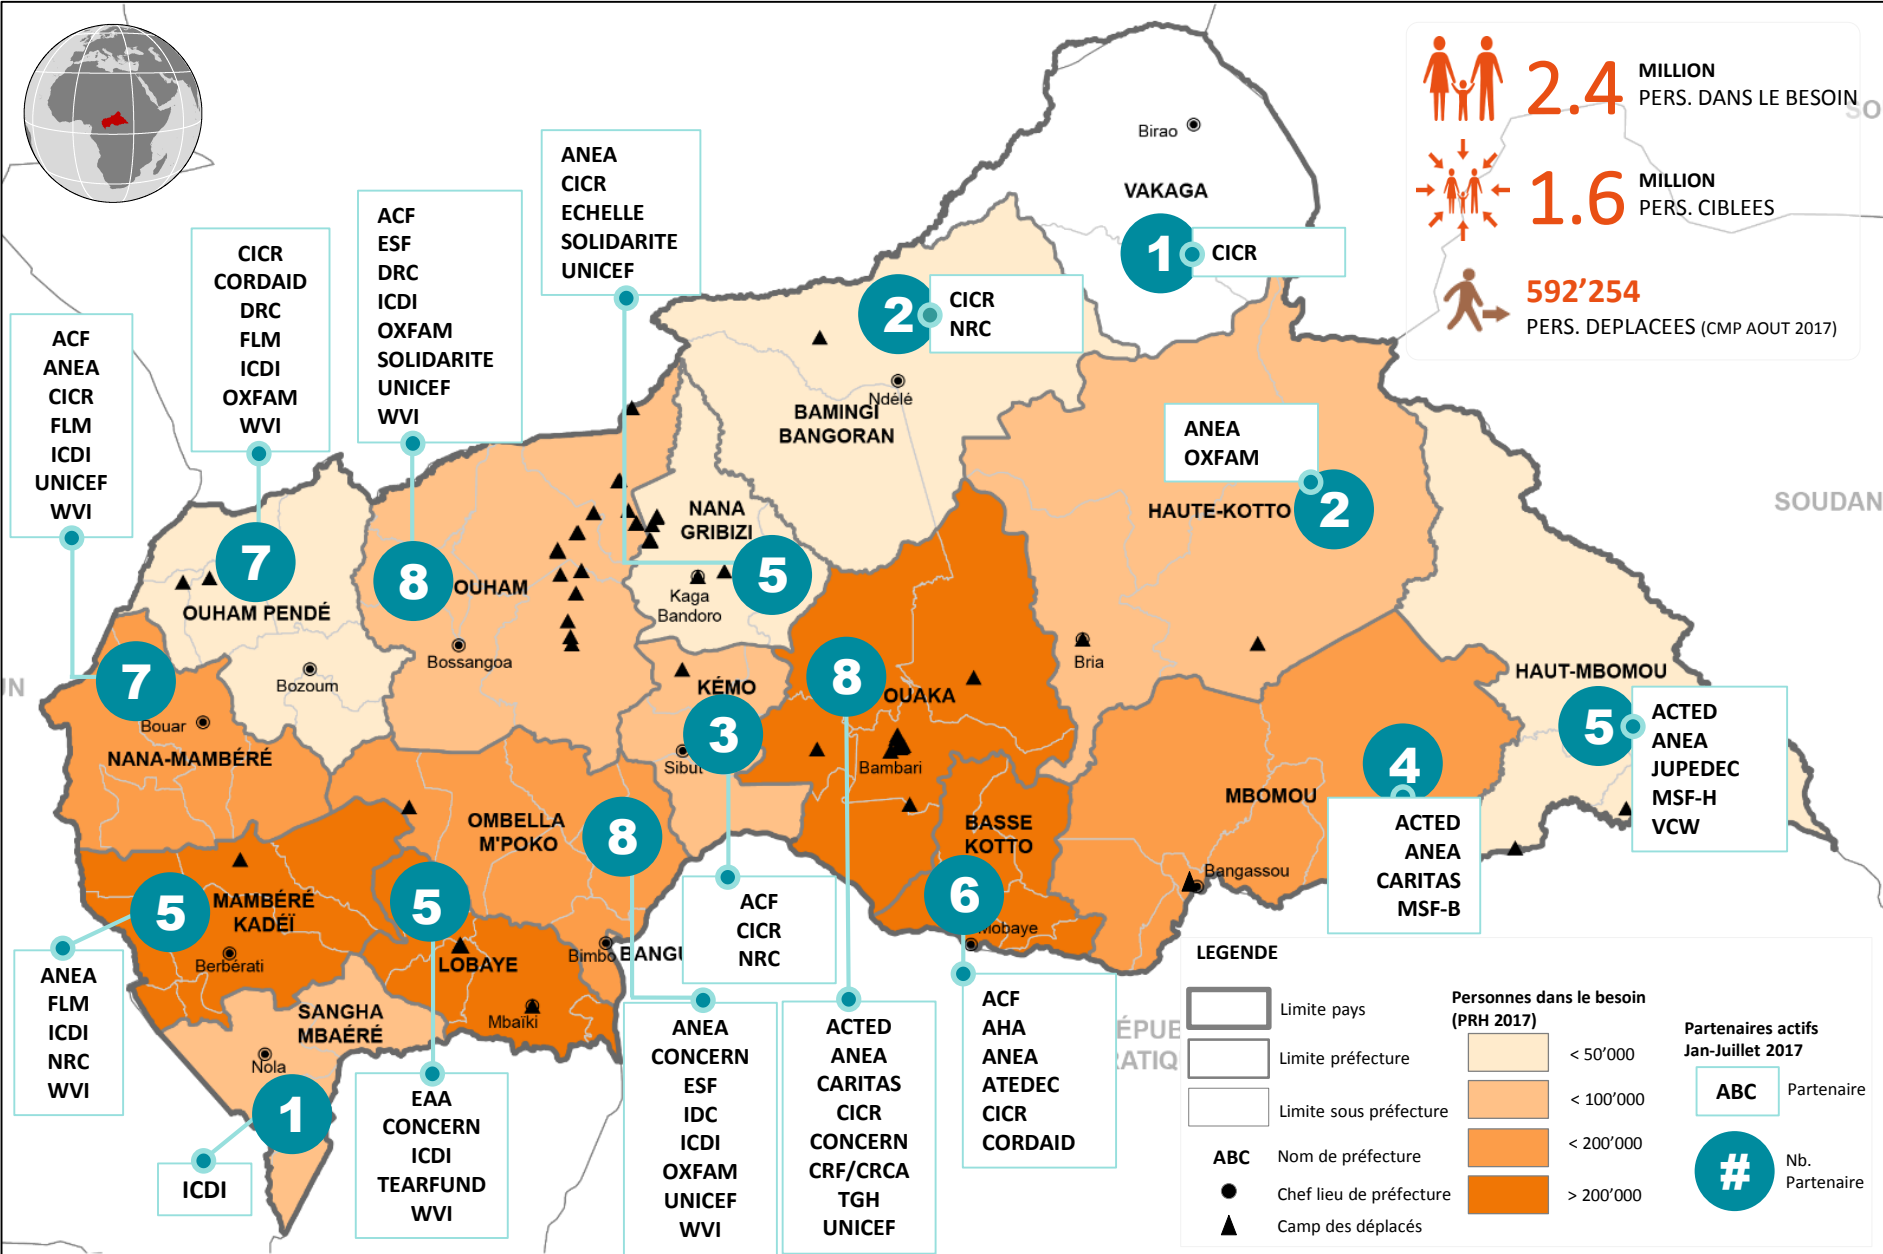 2.4 MILLION
PERS. DANS LE BESOIN
1.6 MILLION
PERS. CIBLEES
592’254
PERS. DEPLACEES (CMP AOUT 2017)
SOUDAN
Birao
VAKAGA
1
CICR
ANEA
CICR
ECHELLE
SOLIDARITE
UNICEF
ACF
ESF
DRC
ICDI
OXFAM
SOLIDARITE
UNICEF
WVI
CICR
CORDAID
DRC
FLM
ICDI
OXFAM
WVI
ACF
ANEA
CICR
FLM
ICDI
UNICEF
WVI
2
CICR
NRC
Ndélé
BAMINGI
BANGORAN
ANEA
OXFAM
HAUTE-KOTTO
2
NANA
GRIBIZI
5
Kaga
Bandoro
7
OUHAM PENDÉ
Bozoum
8
OUHAM
Bossangoa
7
Bouar
NANA-MAMBÉRÉ
KÉMO
3
Sibut
8
OUAKA
Bambari
Bria
HAUT-MBOMOU
5
ACTED
ANEA
JUPEDEC
MSF-H
VCW
4
MBOMOU
ACTED
ANEA
CARITAS
MSF-B
Bangassou
BASSE
KOTTO
6
Mobaye
OMBELLA
M'POKO
8
Bimbo
BANGU
MAMBÉRÉ
KADÉÏ
5
Berbérati
5
LOBAYE
Mbaïki
SANGHA
MBAÉRÉ
Nola
1
ICDI
ANEA
FLM
ICDI
NRC
WVI
EAA
CONCERN
ICDI
TEARFUND
WVI
ACF
CICR
NRC
ANEA
CONCERN
ESF
IDC
ICDI
OXFAM
UNICEF
WVI
ACTED
ANEA
CARITAS
CICR
CONCERN
CRF/CRCA
TGH
UNICEF
ACF
AHA
ANEA
ATEDEC
CICR
CORDAID
ÉPUB
RATIQ
LEGENDE
Limite pays
Limite préfecture
Limite sous préfecture
ABC Nom de préfecture
Chef lieu de préfecture
Camp des déplacés
Personnes dans le besoin
(PRH 2017)
< 50’000
< 100’000
< 200’000
> 200’000
Partenaires actifs
Jan-Juillet 2017
ABC Partenaire
# Nb.
Partenaire